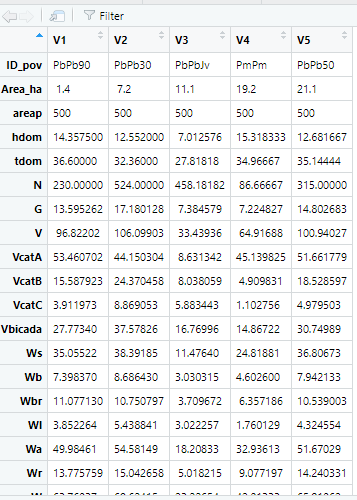 Filter
V1 V2 V3 V4 V5
ID_pov PbPb90 PbPb30 PbPbJv PmPm PbPb50
Area_ha 1.4 7.2 11.1 19.2 21.1
areap 500 500 500 500 500
hdom 14.357500 12.552000 7.012576 15.318333 12.681667
tdom 36.60000 32.36000 27.81818 34.96667 35.14444
N 230.00000 524.00000 458.18182 86.66667 315.00000
G 13.595262 17.180128 7.384579 7.224827 14.802683
V 96.82202 106.09903 33.43936 64.91688 100.94027
VcatA 53.460702 44.150304 8.631342 45.139825 51.661779
VcatB 15.587923 24.370458 8.038059 4.909831 18.528597
VcatC 3.911973 8.869053 5.883443 1.102756 4.979503
Vbicada 27.77340 37.57826 16.76996 14.86722 30.74989
Ws 35.05522 38.39185 11.47640 24.81881 36.80673
Wb 7.398370 8.686430 3.030315 4.602600 7.942133
Wbr 11.077130 10.750797 3.709672 6.357186 10.539003
Wl 3.852264 5.438841 3.022257 1.760129 4.324554
Wa 49.98461 54.58149 18.20833 32.93613 51.67029
Wr 13.775759 15.042658 5.018215 9.077197 14.240331